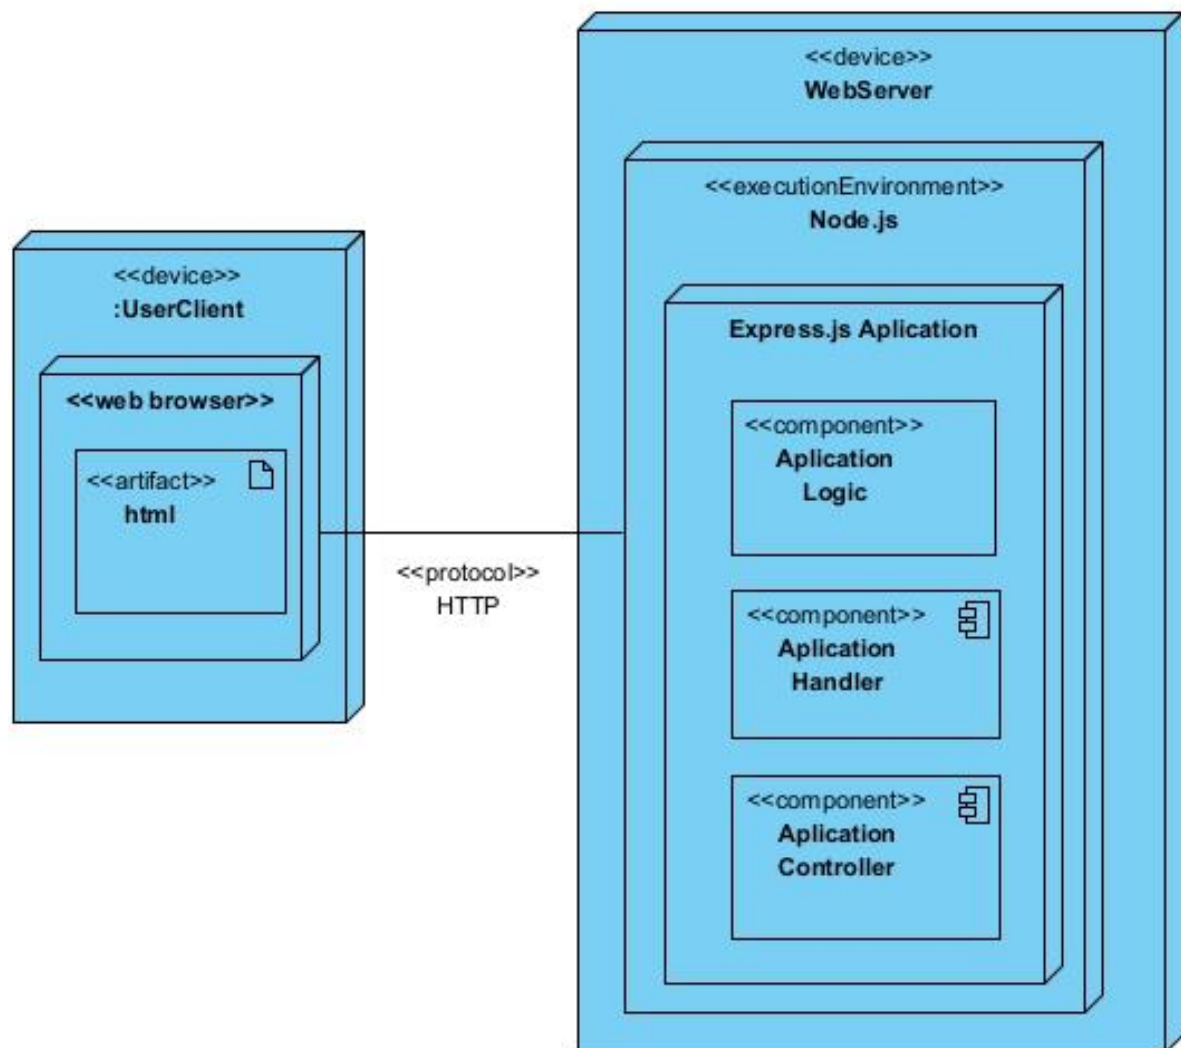 <<device>>
WebServer
<<executionEnvironment>>
Node.js
<<device>>
:UserClient
Express.js Aplication
<<web browser>>
<<component>>
Aplication
Logic
<<artifact>>
html
<<protocol>>
HTTP
<<component>>
Aplication
Handler
<<component>>
Aplication
Controller